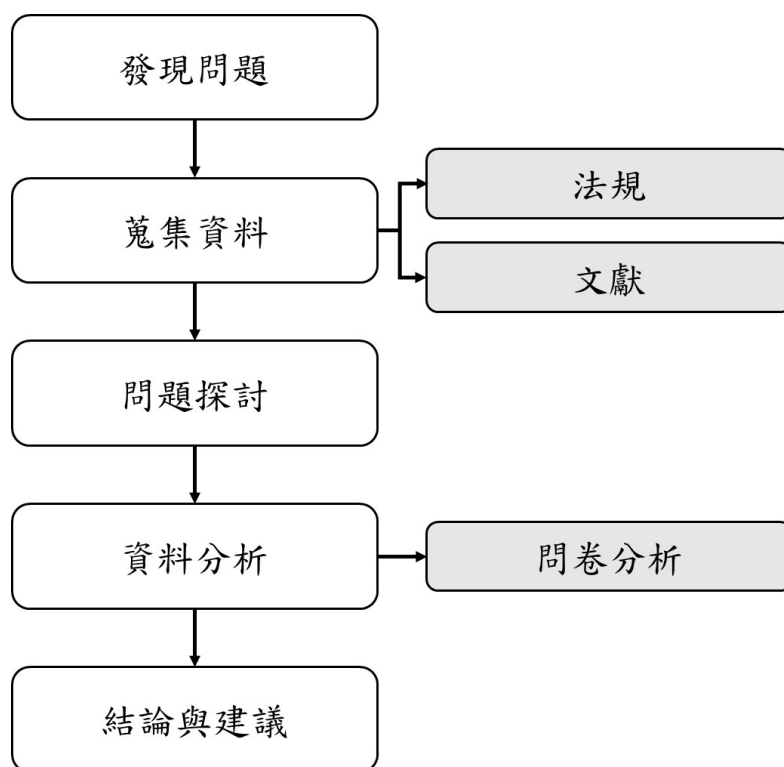 發現問題
蒐集資料
法規
文獻
問題探討
資料分析
問卷分析
結論與建議